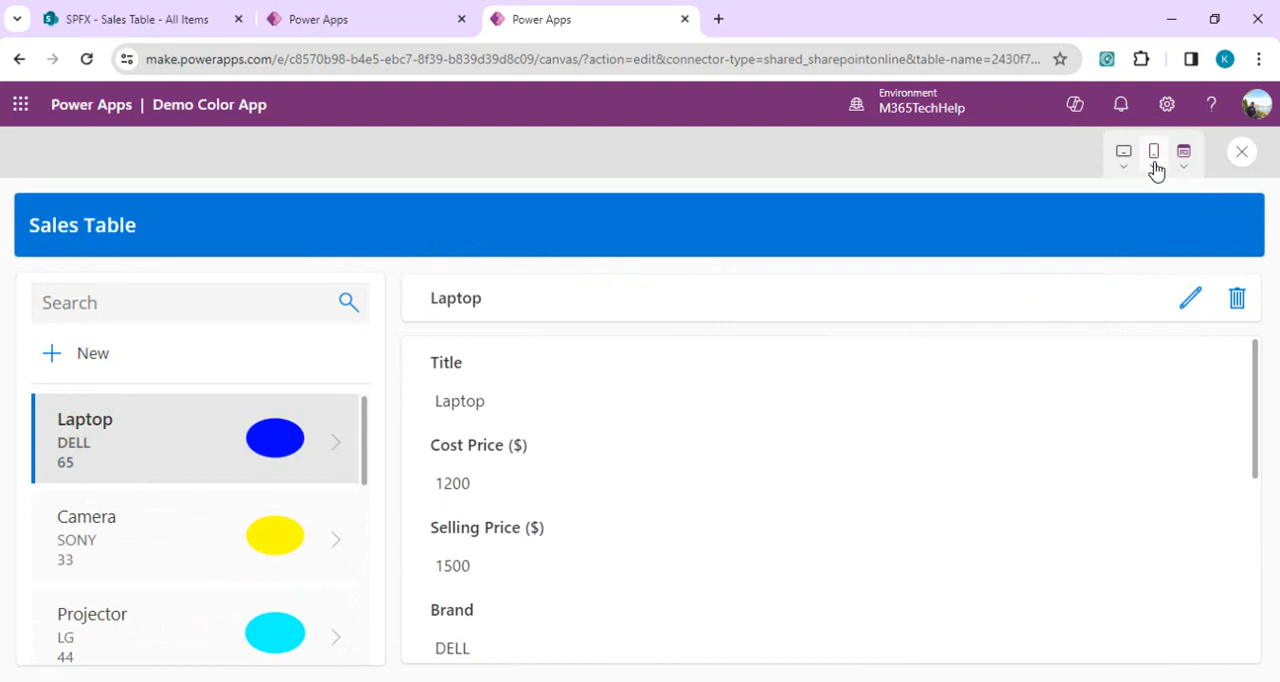 SPFX - Sales Table - All Items
Power Apps
Power Apps
make.powerapps.com/e/c8570b98-b4e5-ebc7-8f39-b839d39d8c09/canvas/?action=edit&connector-type=shared_sharepointonline&table-name=2430f7...
K
Power Apps | Demo Color App
Environment
M365TechHelp
?
Sales Table
Search
New
Laptop
DELL
65
Camera
SONY
33
Projector
LG
44
Laptop
Title
Laptop
Cost Price ($)
1200
Selling Price ($)
1500
Brand
DELL